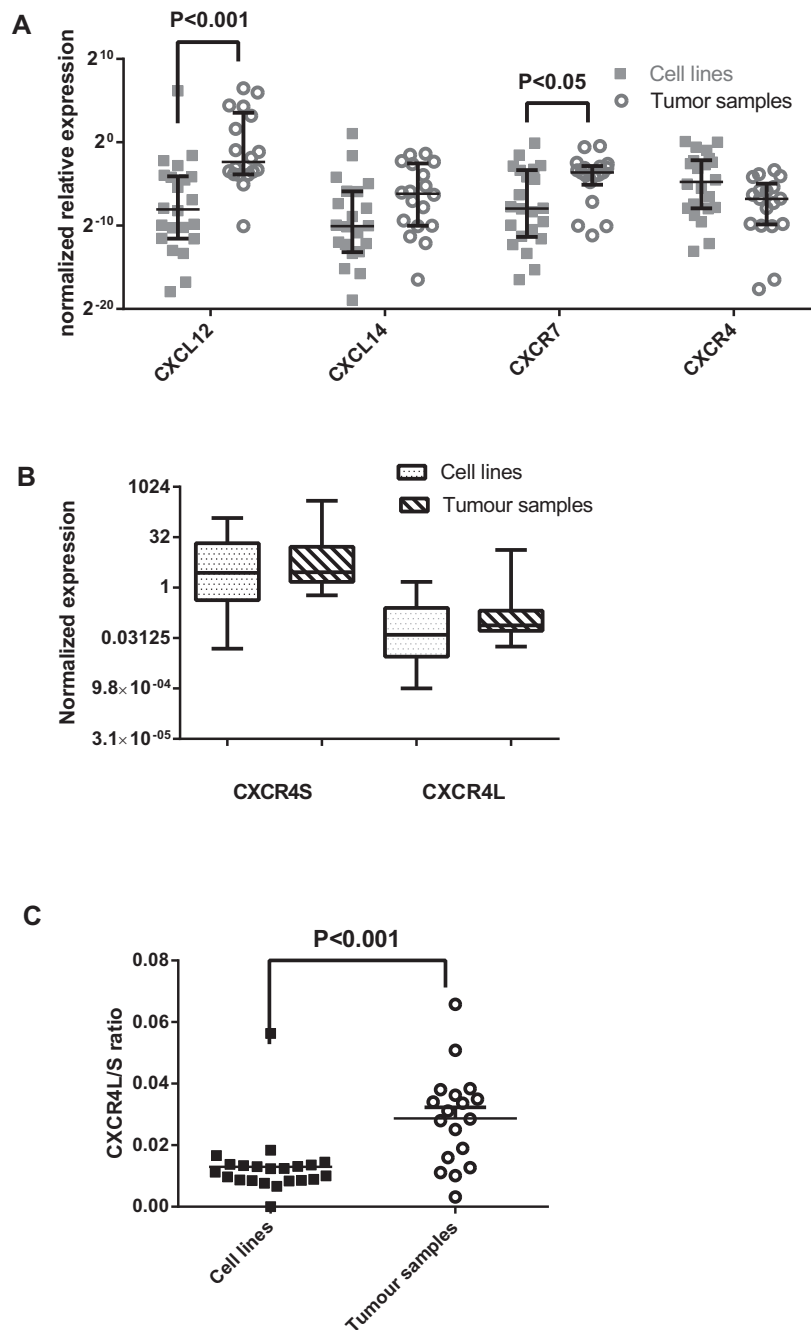 A
P<0.001
normalized relative expression
2^10
2^0
2^-10
2^-20
P<0.05
Cell lines
Tumor samples
CXCL12
CXCL14
CXCR7
CXCR4
B
Cell lines
Tumour samples
Normalized expression
1024
32
1
0.03125
9.8×10^-04
3.1×10^-05
CXCR4S
CXCR4L
C
P<0.001
CXCR4L/S ratio
0.08
0.06
0.04
0.02
0.00
Cell lines
Tumour samples